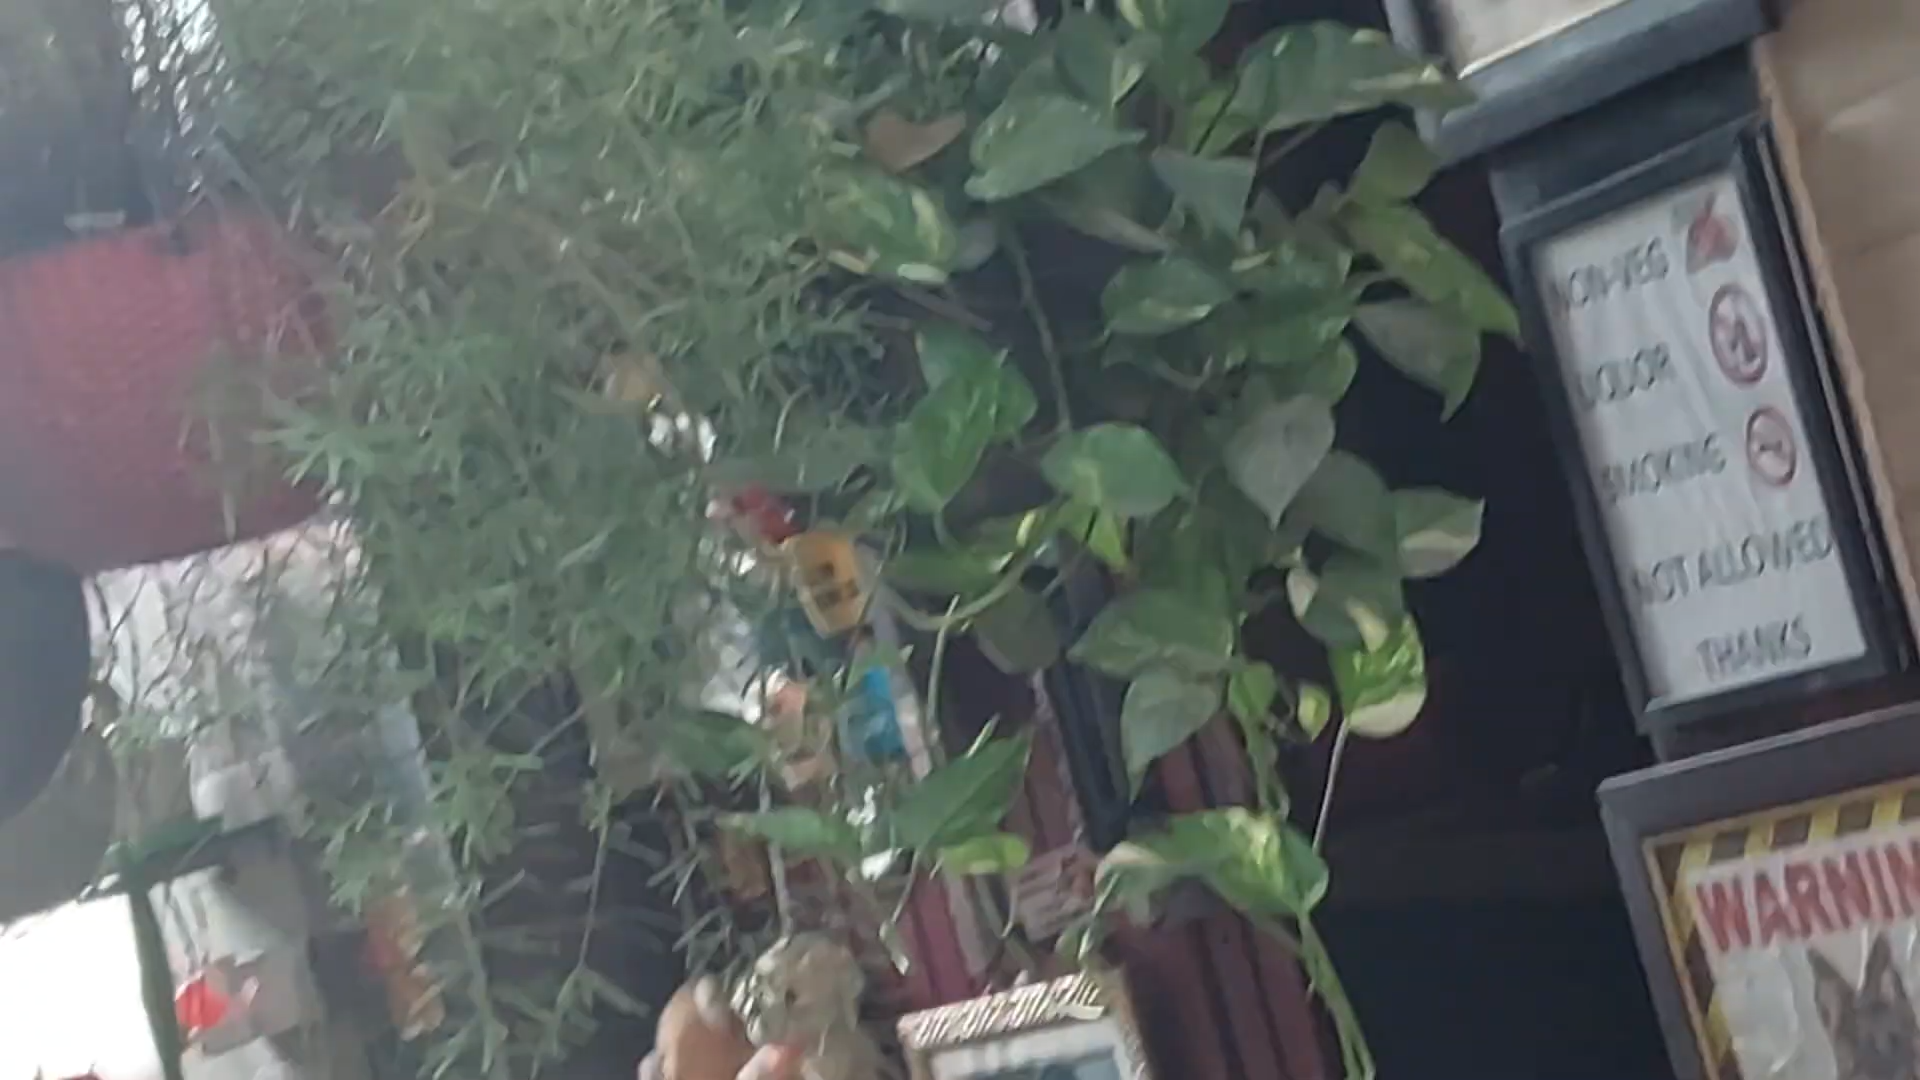 NON-VEG
LIQUOR
SMOKING
NOT ALLOWED
THANKS
WARNIN